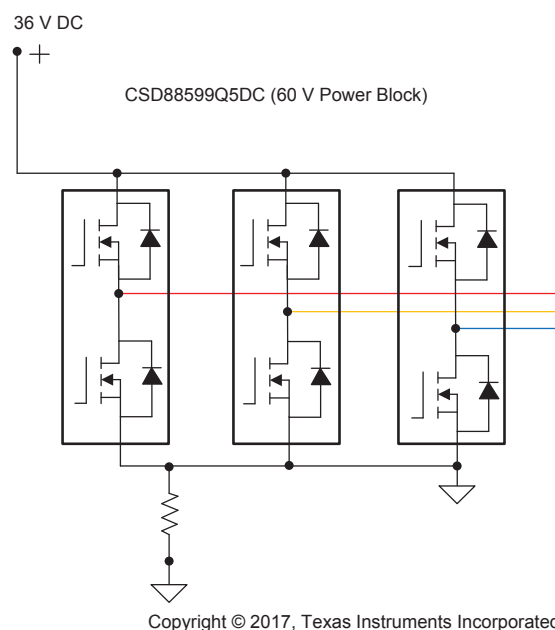 36 V DC
+
CSD88599Q5DC (60 V Power Block)
Copyright © 2017, Texas Instruments Incorporated